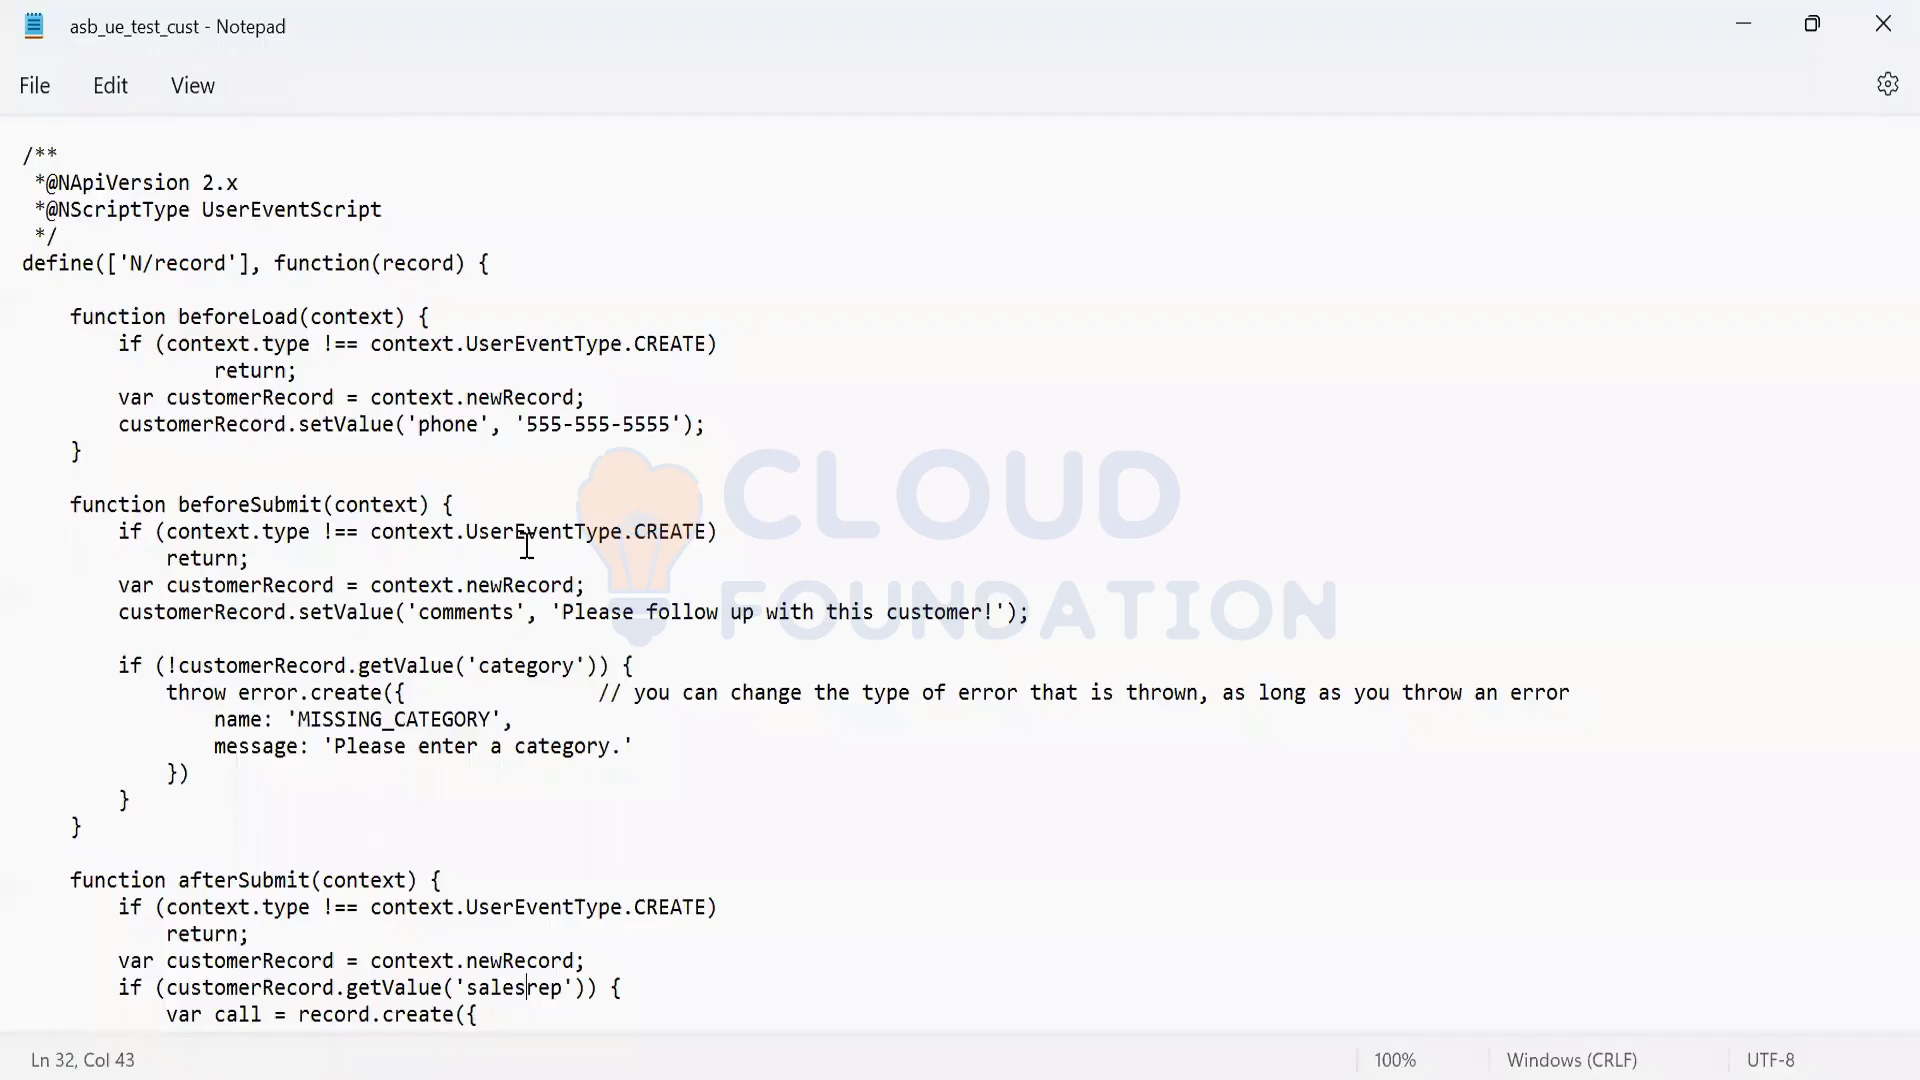 asb_ue_test_cust - Notepad
File Edit View
/**
 *@NApiVersion 2.x
 *@NScriptType UserEventScript
 */
define(['N/record'], function(record) {
    function beforeLoad(context) {
        if (context.type !== context.UserEventType.CREATE)
                return;
        var customerRecord = context.newRecord;
        customerRecord.setValue('phone', '555-555-5555');
    }
    function beforeSubmit(context) {
        if (context.type !== context.UserEventType.CREATE)
            return;
        var customerRecord = context.newRecord;
        customerRecord.setValue('comments', 'Please follow up with this customer!');
        if (!customerRecord.getValue('category')) {
            throw error.create({                // you can change the type of error that is thrown, as long as you throw an error
                name: 'MISSING_CATEGORY',
                message: 'Please enter a category.'
            })
        }
    }
    function afterSubmit(context) {
        if (context.type !== context.UserEventType.CREATE)
            return;
        var customerRecord = context.newRecord;
        if (customerRecord.getValue('salesrep')) {
            var call = record.create({
CLOUD
FOUNDATION
Ln 32, Col 43 100% Windows (CRLF) UTF-8